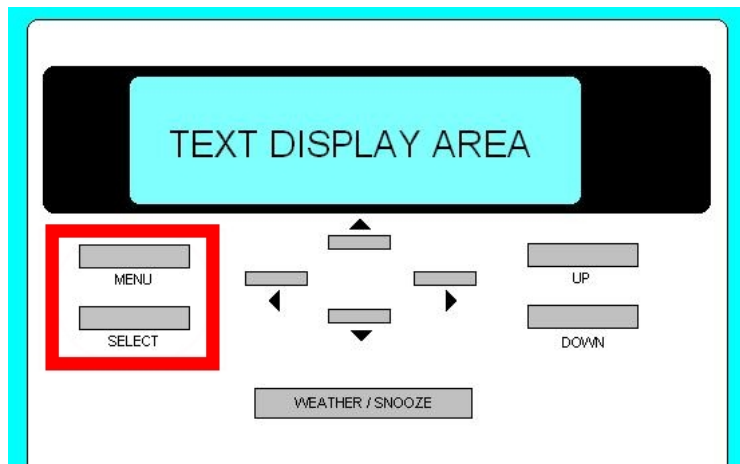 TEXT DISPLAY AREA
MENU
UP
SELECT
DOWN
WEATHER / SNOOZE